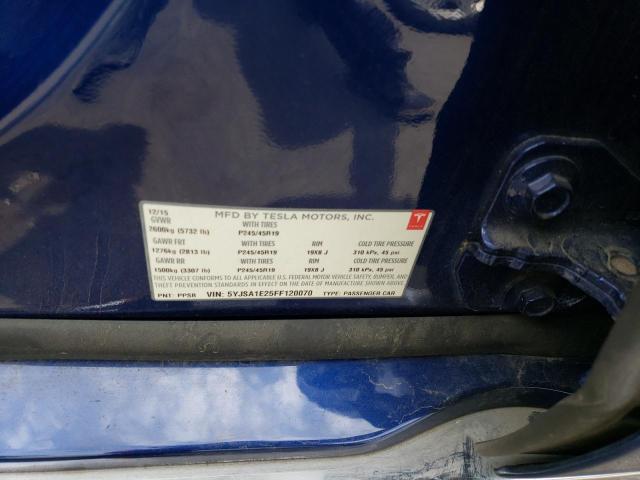 12/15 MFD BY TESLA MOTORS, INC.
GVWR WITH TIRES
2600kg (5732 lb) P245/45R19
GAWR FRT WITH TIRES RIM COLD TIRE PRESSURE
1276kg (2813 lb) P245/45R19 19X8 J 310 kPa, 45 psi
GAWR RR WITH TIRES RIM COLD TIRE PRESSURE
1500kg (3307 lb) P245/45R19 19X8 J 310 kPa, 45 psi
THIS VEHICLE CONFORMS TO ALL APPLICABLE U.S. FEDERAL MOTOR VEHICLE SAFETY, BUMPER, AND
THEFT PREVENTION STANDARDS IN EFFECT ON THE DATE OF MANUFACTURE SHOWN ABOVE.
PNT: PPSR VIN: 5YJSA1E25FF120070 TYPE: PASSENGER CAR